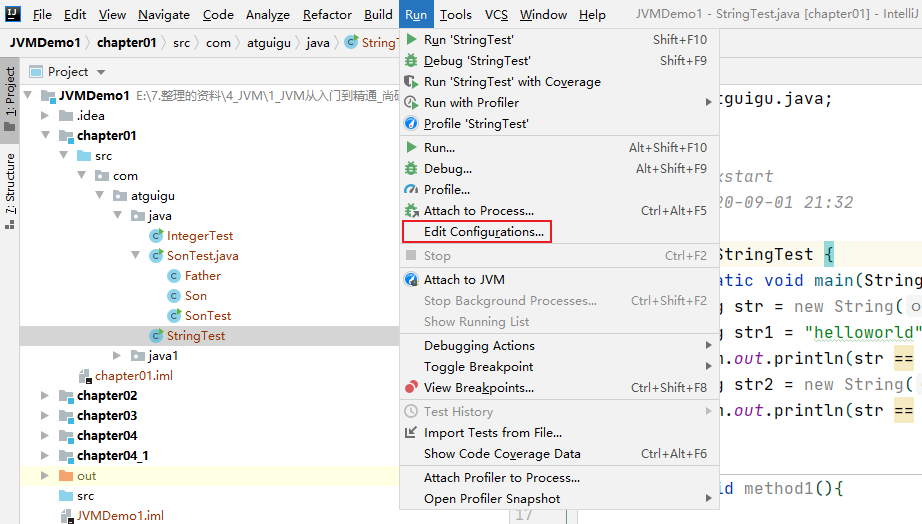 File Edit View Navigate Code Analyze Refactor Build Run Tools VCS Window Help JVMDemo1 - StringTest.java [chapter01] - IntelliJ
JVMDemo1 chapter01 src com atguigu java StringT
1: Project
7: Structure
Project
JVMDemo1 E:\7.整理的资料\4_JVM\1_JVM从入门到精通_尚硅
.idea
chapter01
src
com
atguigu
java
IntegerTest
SonTest.java
Father
Son
SonTest
StringTest
java1
chapter01.iml
chapter02
chapter03
chapter04
chapter04_1
out
src
JVMDemo1.iml
Run 'StringTest' Shift+F10
Debug 'StringTest' Shift+F9
Run 'StringTest' with Coverage
Run with Profiler
Profile 'StringTest'
Run... Alt+Shift+F10
Debug... Alt+Shift+F9
Profile...
Attach to Process... Ctrl+Alt+F5
Edit Configurations...
Stop Ctrl+F2
Attach to JVM
Stop Background Processes... Ctrl+Shift+F2
Show Running List
Debugging Actions
Toggle Breakpoint
View Breakpoints... Ctrl+Shift+F8
Test History
Import Tests from File...
Show Code Coverage Data Ctrl+Alt+F6
Attach Profiler to Process...
Open Profiler Snapshot
tguigu.java;
kstart
20-09-01 21:32
StringTest {
atic void main(String
g str = new String( o
g str1 = "helloworld"
m.out.println(str ==
g str2 = new String(
m.out.println(str ==
id method1(){
17